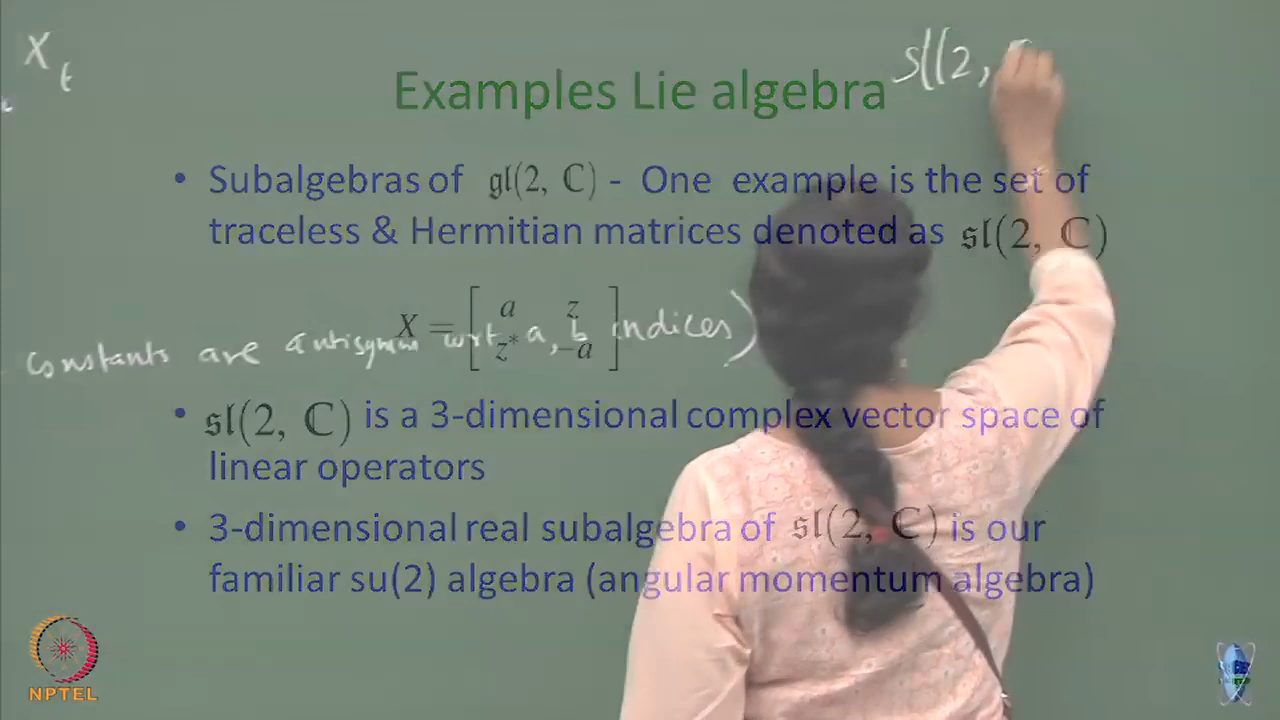 X t
sl(2,
Examples Lie algebra
• Subalgebras of gl(2, ℂ) - One example is the set of
traceless & Hermitian matrices denoted as sl(2, ℂ)
X = [ a z
z* -a ]
constants are antisymm wrt a, b indices)
• sl(2, ℂ) is a 3-dimensional complex vector space of
linear operators
• 3-dimensional real subalgebra of sl(2, ℂ) is our
familiar su(2) algebra (angular momentum algebra)
NPTEL